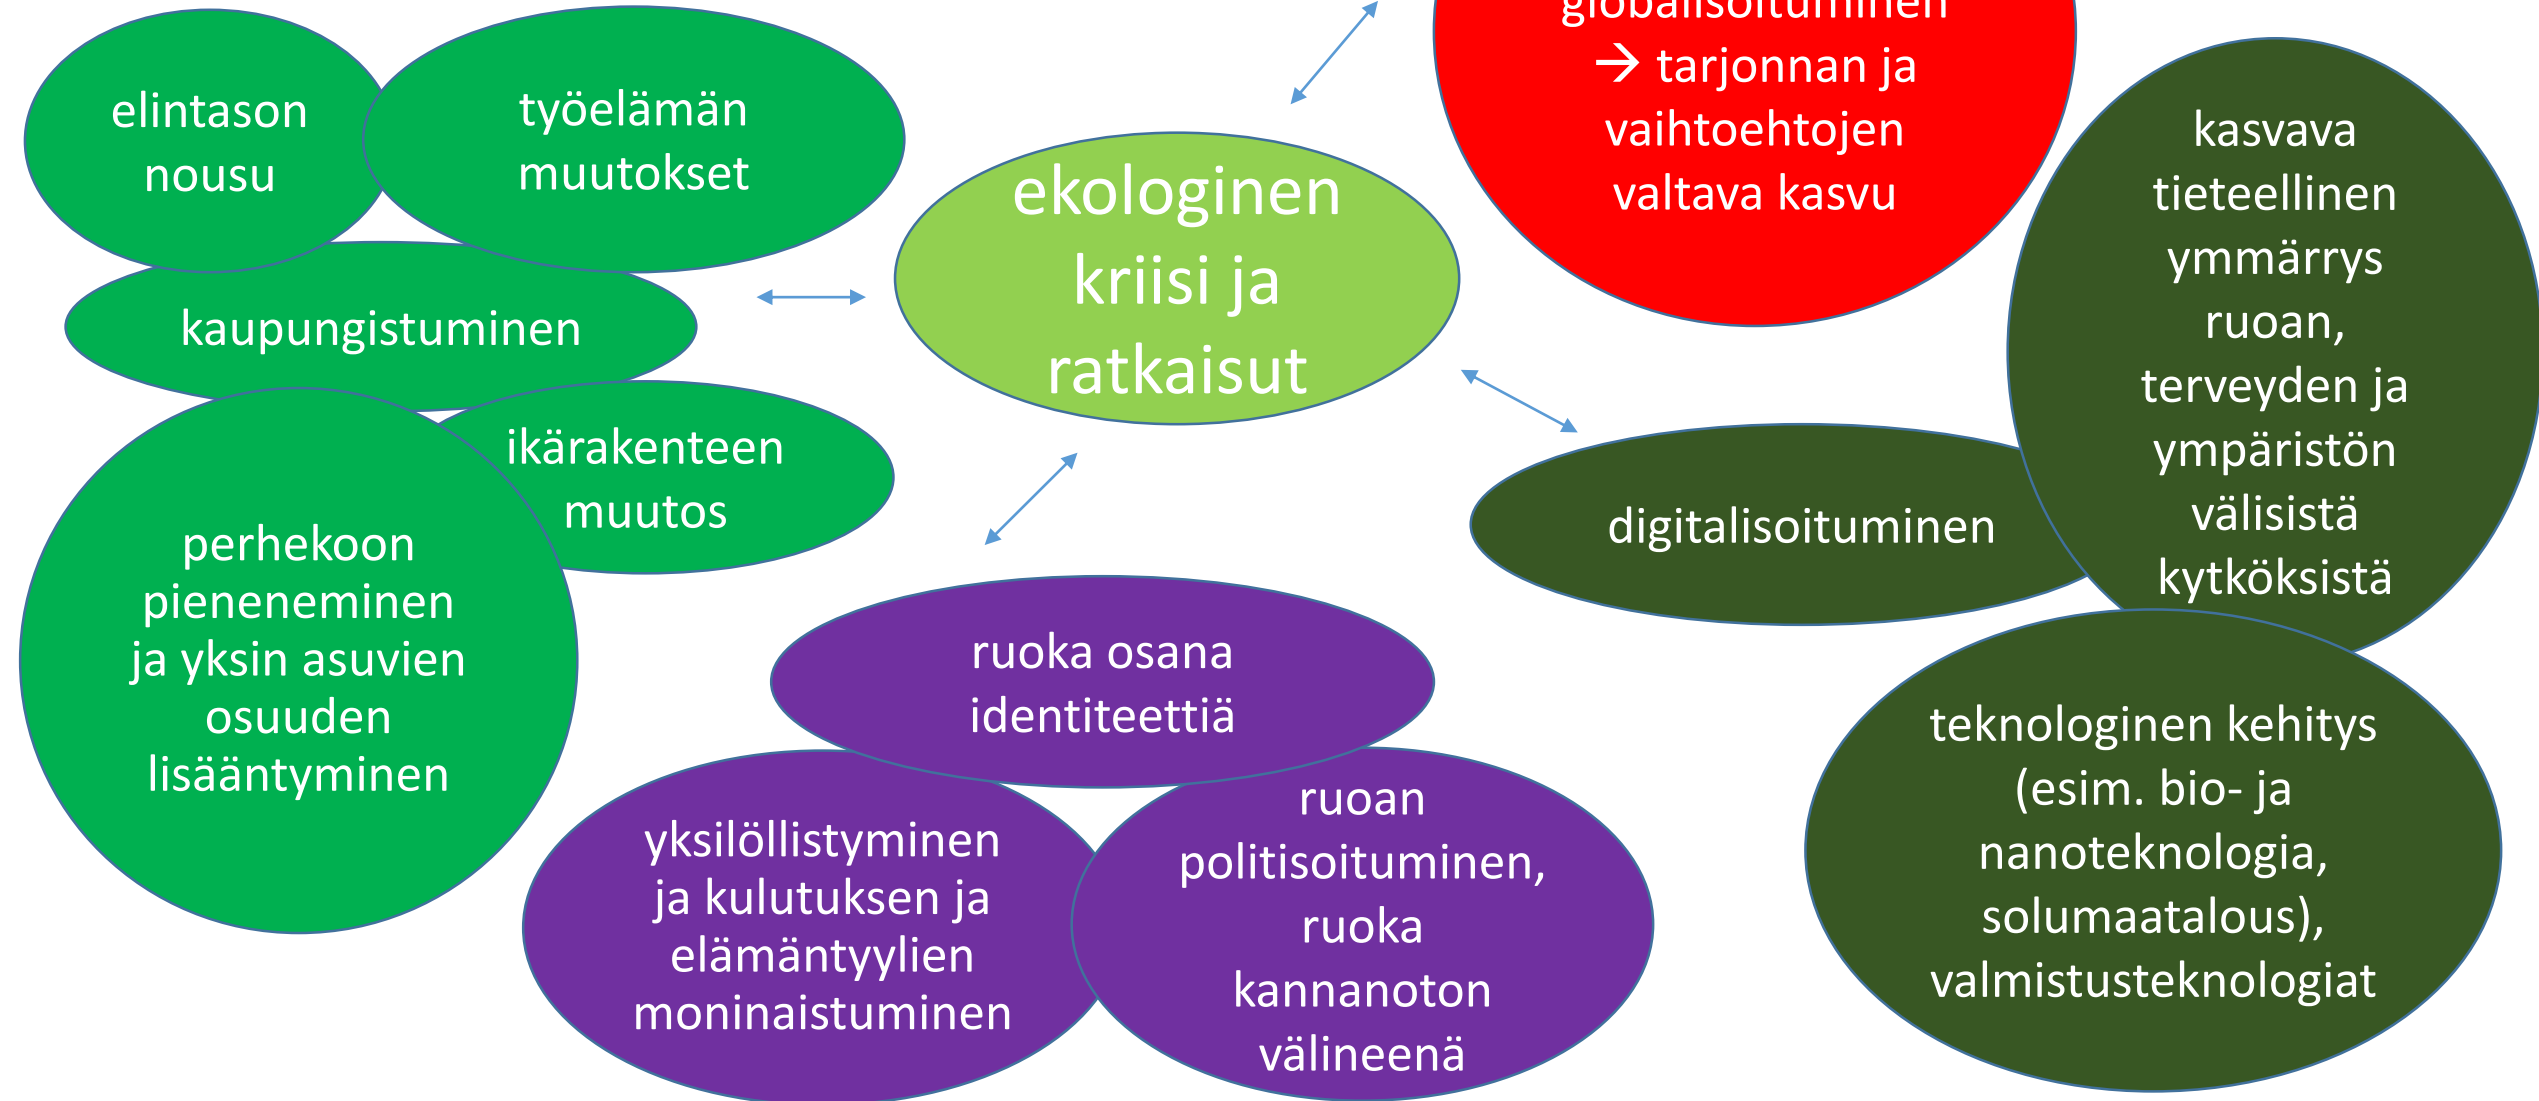 elintason
nousu
työelämän
muutokset
kaupungistuminen
ikärakenteen
muutos
perhekoon
pieneneminen
ja yksin asuvien
osuuden
lisääntyminen
ekologinen
kriisi ja
ratkaisut
globalisoituminen
→ tarjonnan ja
vaihtoehtojen
valtava kasvu
kasvava
tieteellinen
ymmärrys
ruoan,
terveyden ja
ympäristön
välisistä
kytköksistä
digitalisoituminen
teknologinen kehitys
(esim. bio- ja
nanoteknologia,
solumaatalous),
valmistusteknologiat
ruoka osana
identiteettiä
yksilöllistyminen
ja kulutuksen ja
elämäntyylien
moninaistuminen
ruoan
politisoituminen,
ruoka
kannanoton
välineenä